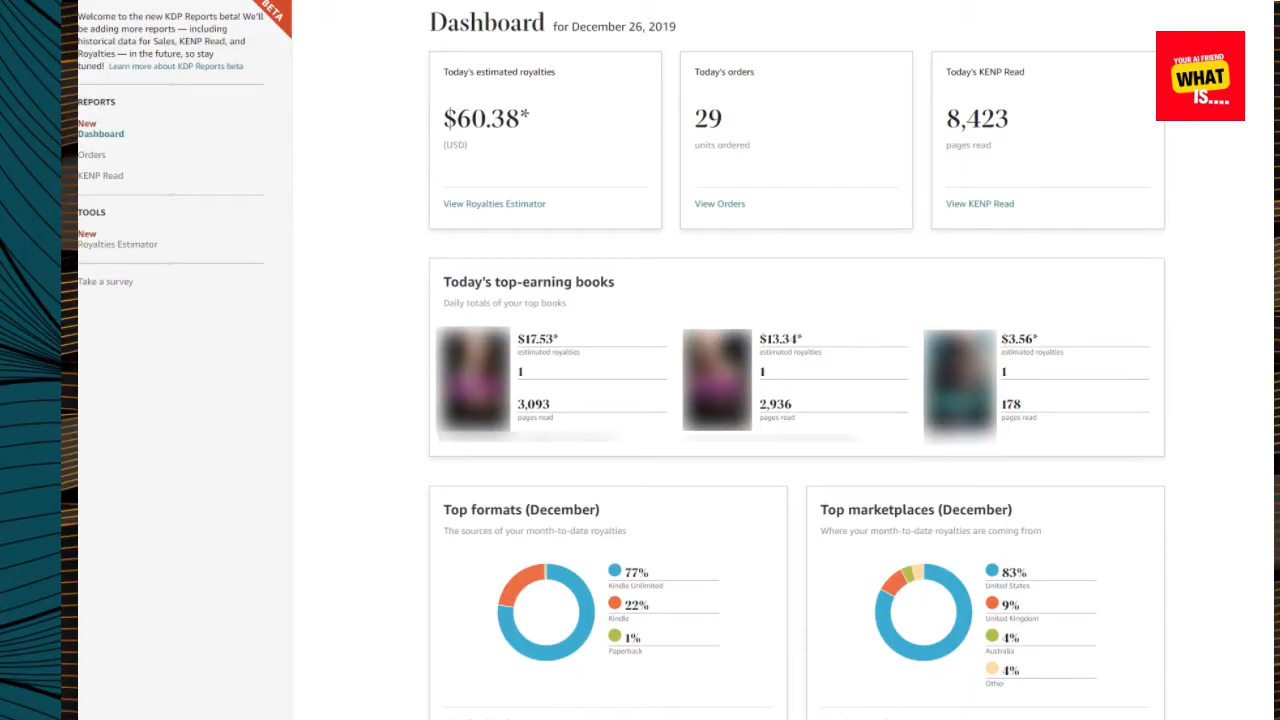 Welcome to the new KDP Reports beta! We'll
be adding more reports — including
historical data for Sales, KENP Read, and
Royalties — in the future, so stay
tuned! Learn more about KDP Reports beta
BETA
REPORTS
New
Dashboard
Orders
KENP Read
TOOLS
New
Royalties Estimator
Take a survey
Dashboard for December 26, 2019
Today's estimated royalties
$60.38*
(USD)
View Royalties Estimator
Today's orders
29
units ordered
View Orders
Today's KENP Read
8,423
pages read
View KENP Read
YOUR AI FRIEND
WHAT
IS....
Today's top-earning books
Daily totals of your top books
$17.53*
estimated royalties
1
3,093
pages read
$13.34*
estimated royalties
1
2,936
pages read
$3.56*
estimated royalties
1
178
pages read
Top formats (December)
The sources of your month-to-date royalties
77%
Kindle Unlimited
22%
Kindle
1%
Paperback
Top marketplaces (December)
Where your month-to-date royalties are coming from
83%
United States
9%
United Kingdom
4%
Australia
4%
Other